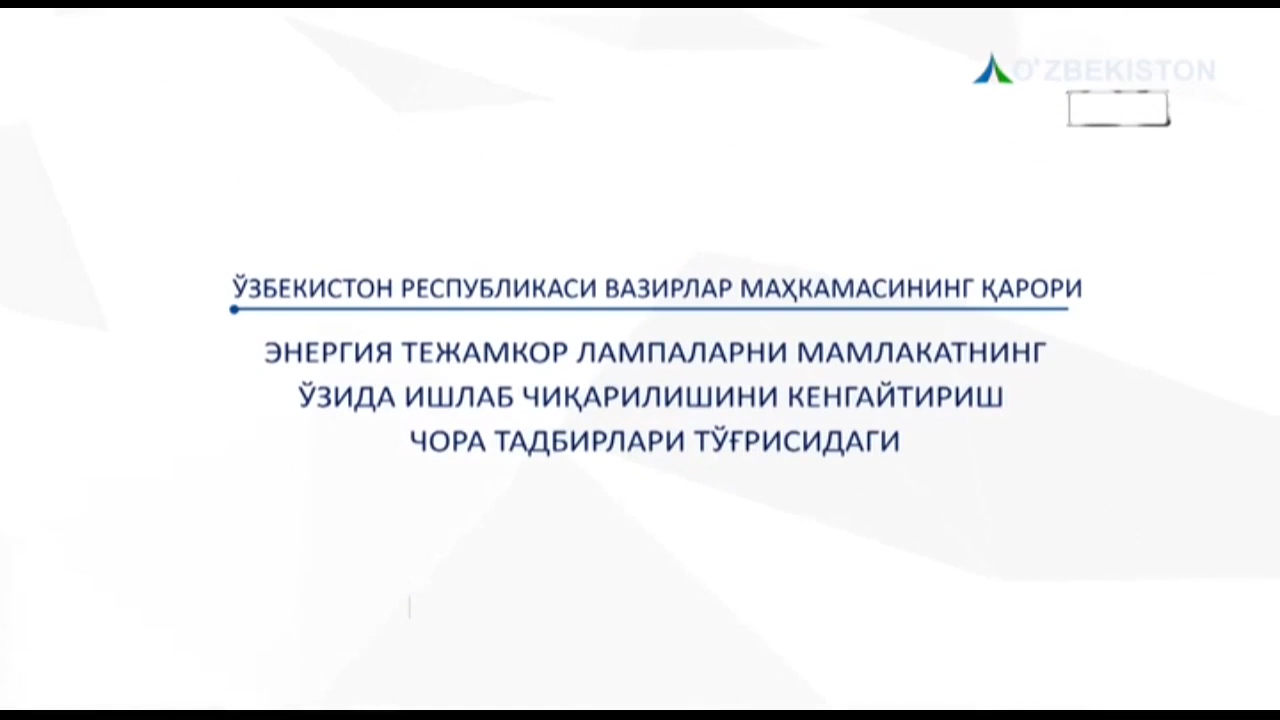 O'ZBEKISTON
ЎЗБЕКИСТОН РЕСПУБЛИКАСИ ВАЗИРЛАР МАҲКАМАСИНИНГ ҚАРОРИ
ЭНЕРГИЯ ТЕЖАМКОР ЛАМПАЛАРНИ МАМЛАКАТНИНГ
ЎЗИДА ИШЛАБ ЧИҚАРИЛИШИНИ КЕНГАЙТИРИШ
ЧОРА ТАДБИРЛАРИ ТЎҒРИСИДАГИ